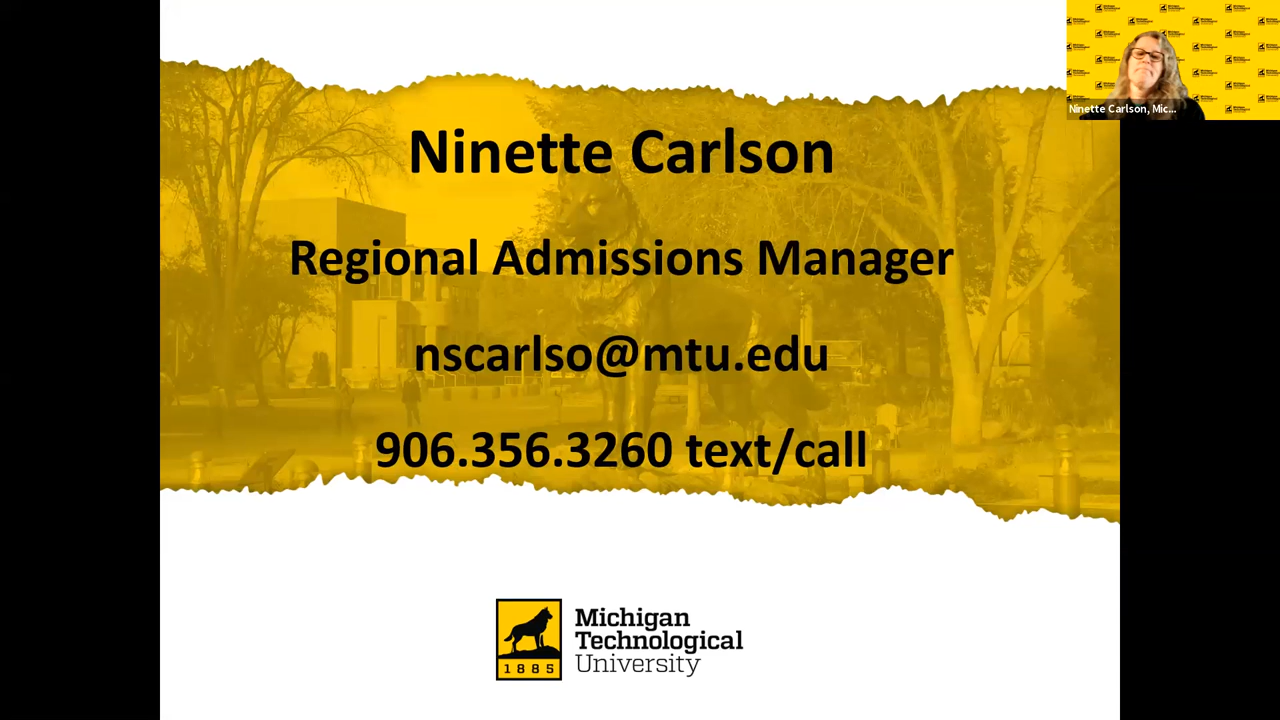 Ninette Carlson
Regional Admissions Manager
nscarlso@mtu.edu
906.356.3260 text/call
Michigan
Technological
University
1885
Ninette Carlson, Mic...